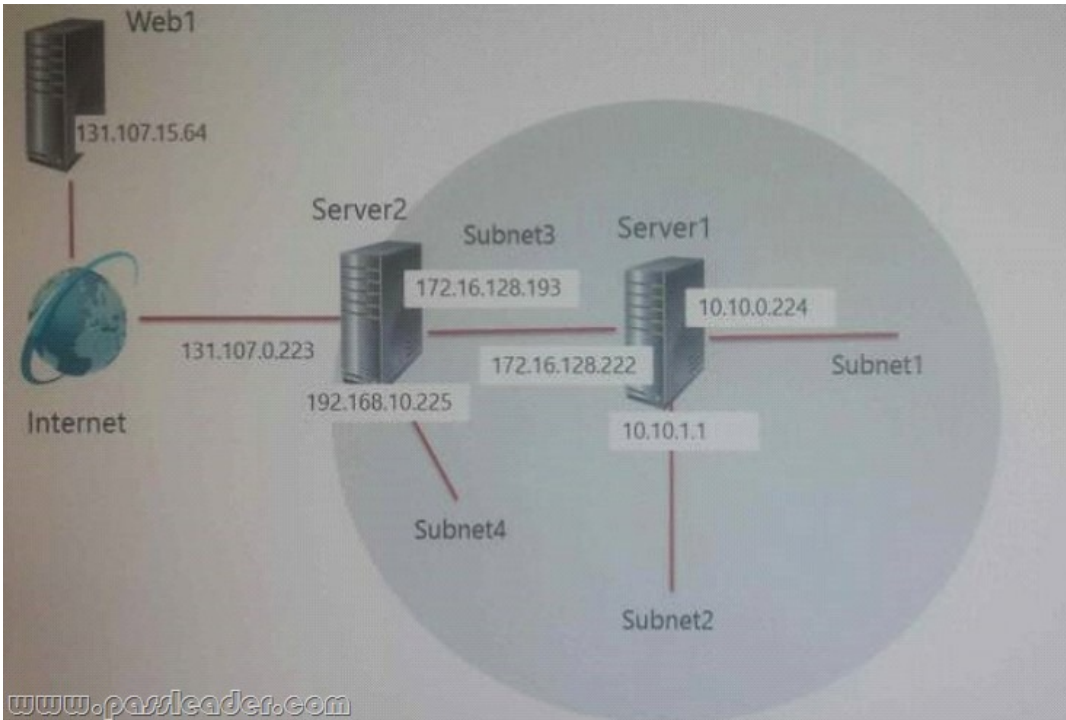 Web1
131.107.15.64
Server2
Subnet3
Server1
172.16.128.193
10.10.0.224
131.107.0.223
172.16.128.222
Subnet1
192.168.10.225
Internet
10.10.1.1
Subnet4
Subnet2
www.passleader.com